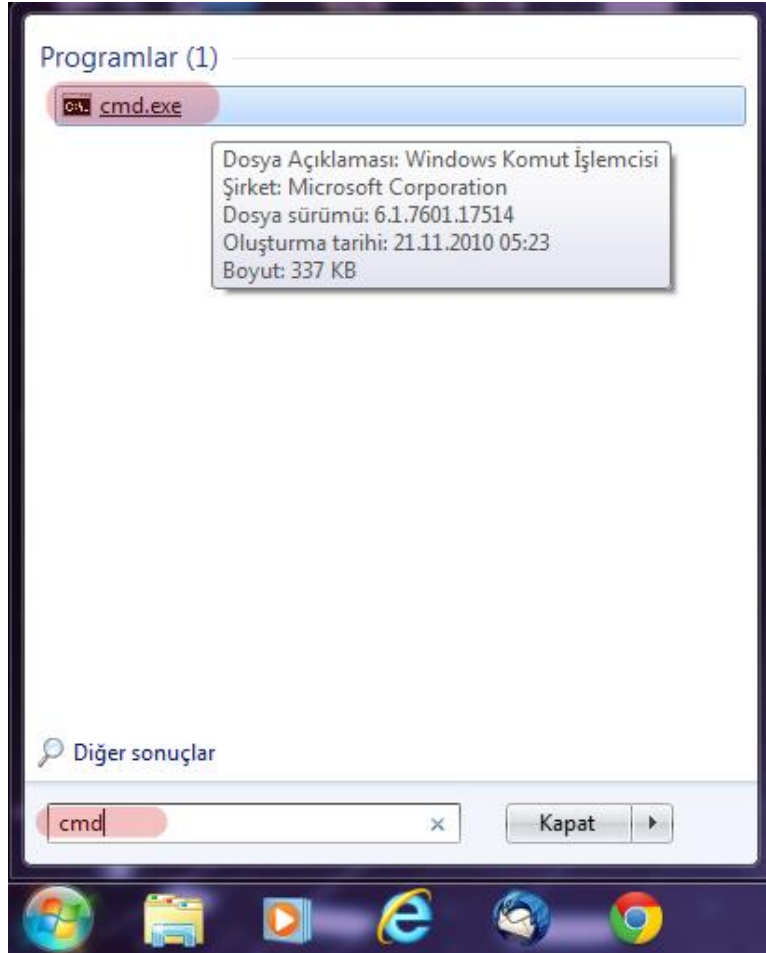 Programlar (1)
cmd.exe
Dosya Açıklaması: Windows Komut İşlemcisi
Şirket: Microsoft Corporation
Dosya sürümü: 6.1.7601.17514
Oluşturma tarihi: 21.11.2010 05:23
Boyut: 337 KB
Diğer sonuçlar
cmd
Kapat